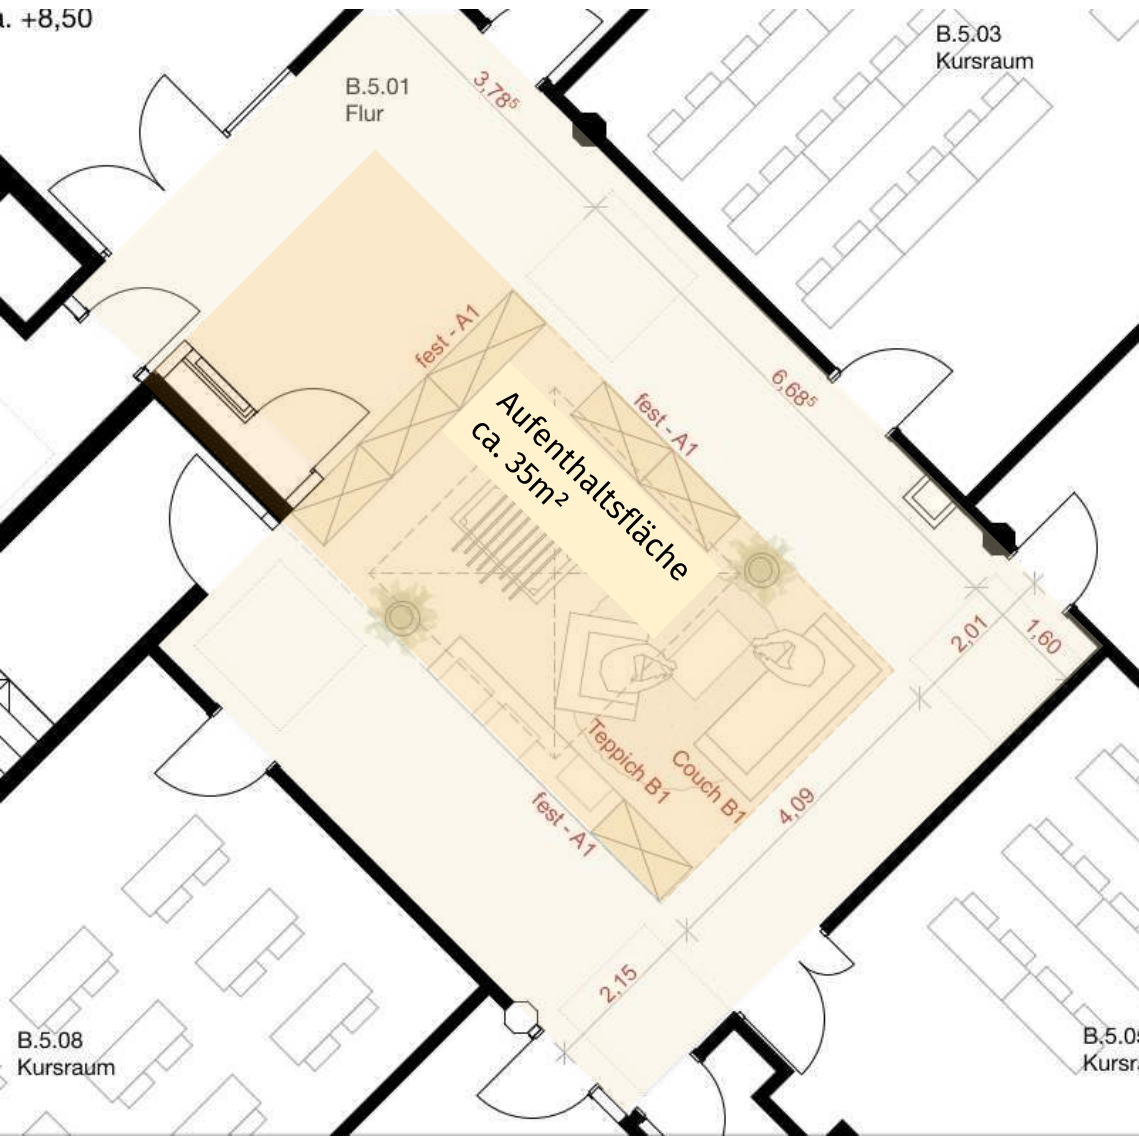 . +8,50
B.5.03
Kursraum
B.5.01
Flur
3,78⁵
fest - A1
6,68⁵
fest - A1
Aufenthaltsfläche
ca. 35m²
2,01
1,60
Teppich B1
Couch B1
4,09
fest - A1
2,15
B.5.08
Kursraum
B.5.0
Kursr